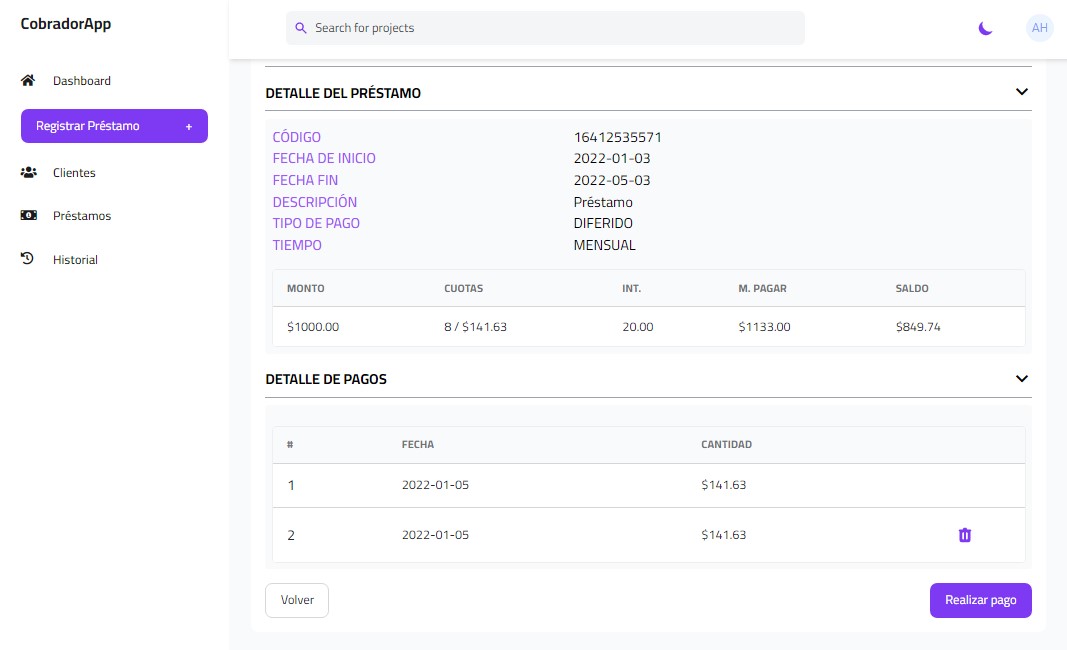 CobradorApp
Search for projects
AH
Dashboard
Registrar Préstamo +
Clientes
Préstamos
Historial
DETALLE DEL PRÉSTAMO
CÓDIGO 16412535571
FECHA DE INICIO 2022-01-03
FECHA FIN 2022-05-03
DESCRIPCIÓN Préstamo
TIPO DE PAGO DIFERIDO
TIEMPO MENSUAL
MONTO CUOTAS INT. M. PAGAR SALDO
$1000.00 8 / $141.63 20.00 $1133.00 $849.74
DETALLE DE PAGOS
# FECHA CANTIDAD
1 2022-01-05 $141.63
2 2022-01-05 $141.63
Volver Realizar pago